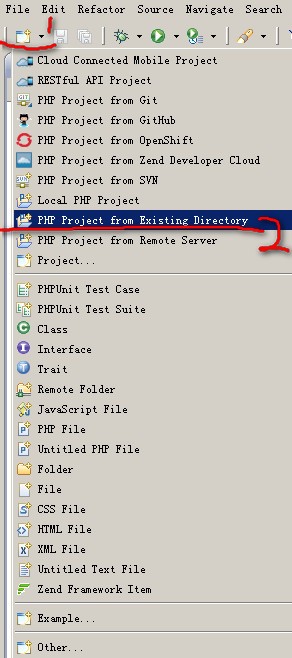 File Edit Refactor Source Navigate Search
Cloud Connected Mobile Project
RESTful API Project
PHP Project from Git
PHP Project from GitHub
PHP Project from OpenShift
PHP Project from Zend Developer Cloud
PHP Project from SVN
Local PHP Project
PHP Project from Existing Directory
PHP Project from Remote Server
Project...
PHPUnit Test Case
PHPUnit Test Suite
Class
Interface
Trait
Remote Folder
JavaScript File
PHP File
Untitled PHP File
Folder
File
CSS File
HTML File
XML File
Untitled Text File
Zend Framework Item
Example...
Other...